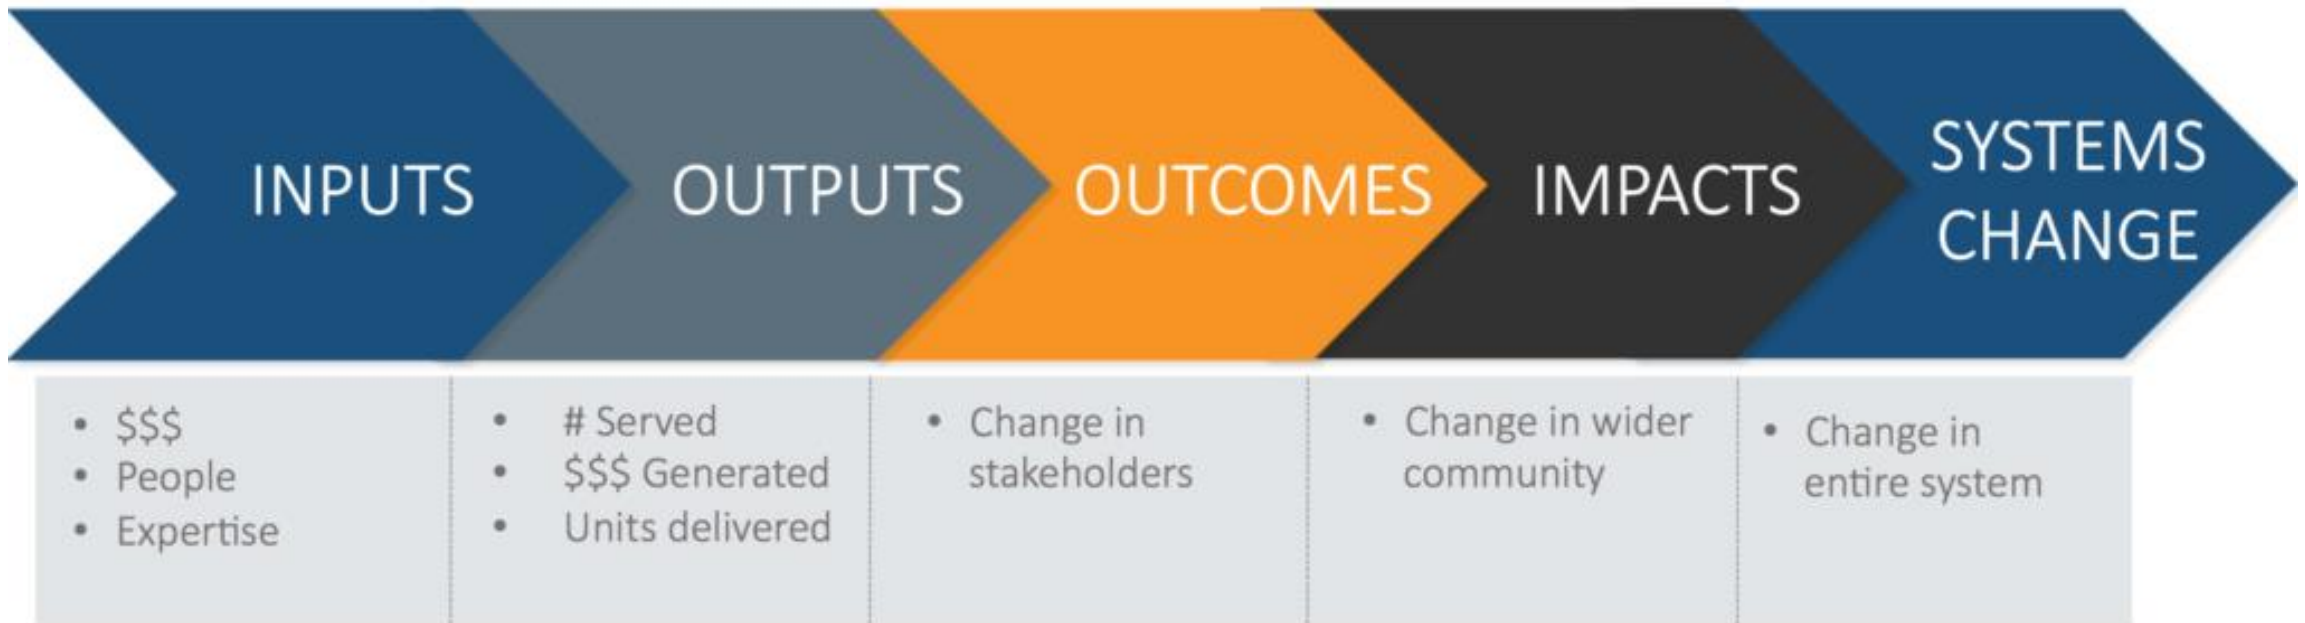 INPUTS
OUTPUTS
OUTCOMES
IMPACTS
SYSTEMS
CHANGE
• $$$
• People
• Expertise
• # Served
• $$$ Generated
• Units delivered
• Change in
stakeholders
• Change in wider
community
• Change in
entire system